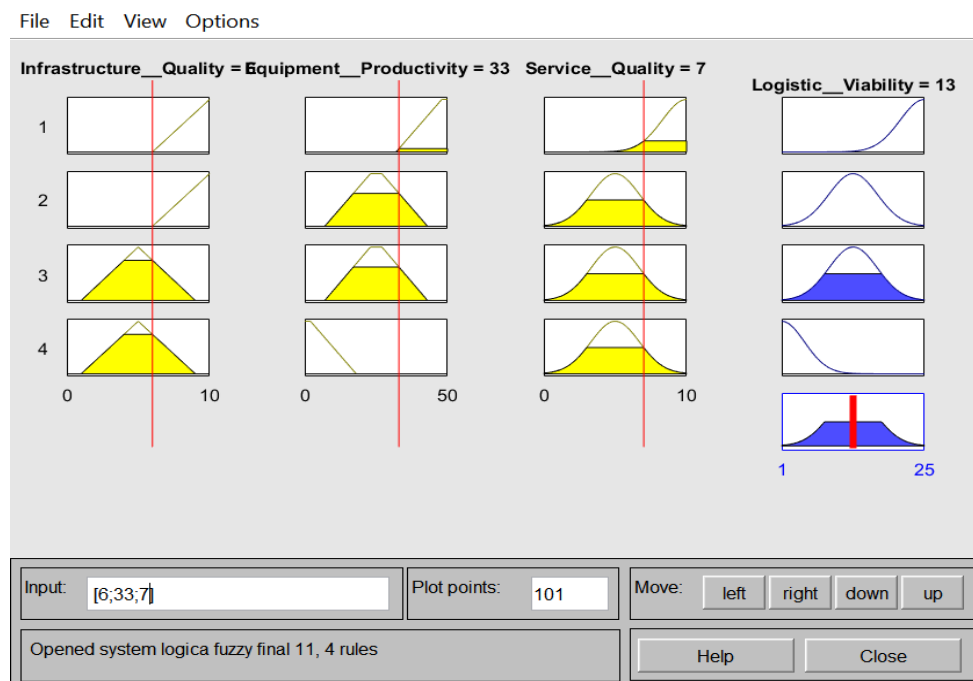 File Edit View Options
Infrastructure__Quality = 6 Equipment__Productivity = 33 Service__Quality = 7
Logistic__Viability = 13
1
2
3
4
0 10 0 50 0 10
1 25
Input: [6;33;7] Plot points: 101 Move: left right down up
Opened system logica fuzzy final 11, 4 rules
Help Close